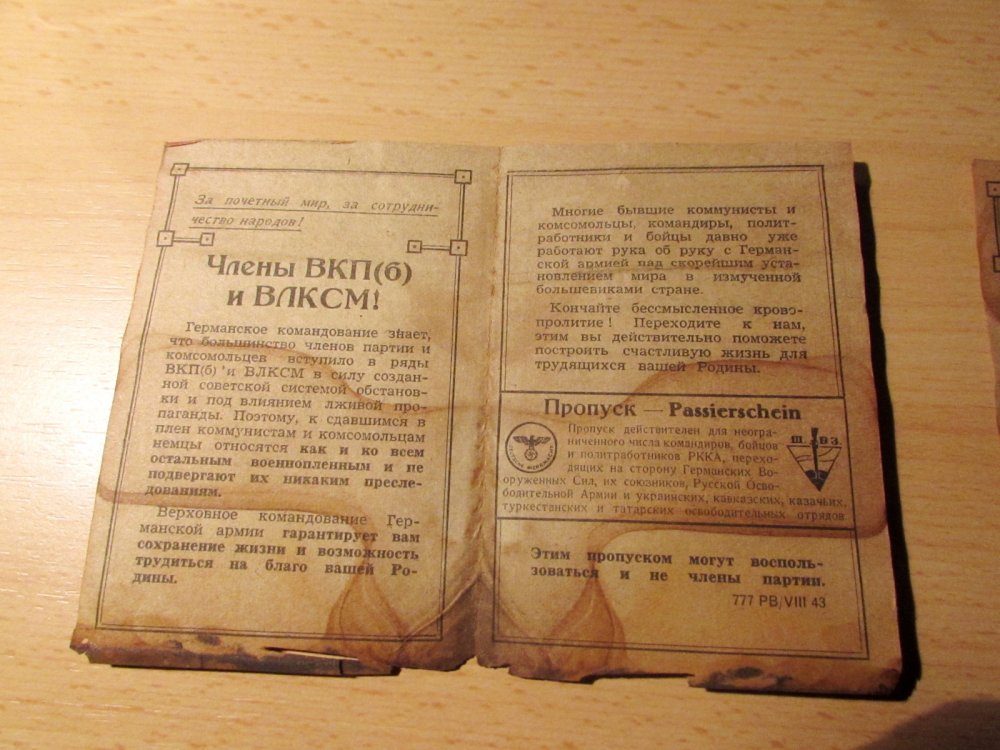 За почетный мир, за сотрудни-
чество народов!
Члены ВКП(б)
и ВЛКСМ!
Германское командование знает,
что большинство членов партии и
комсомольцев вступило в ряды
ВКП(б) и ВЛКСМ в силу создан-
ной советской системой обстанов-
ки и под влиянием лживой про-
паганды. Поэтому, к сдавшимся в
плен коммунистам и комсомольцам
немцы относятся как и ко всем
остальным военнопленным и не
подвергают их никаким пресле-
дованиям.
Верховное командование Гер-
манской армии гарантирует вам
сохранение жизни и возможность
трудиться на благо вашей Ро-
дины.
Многие бывшие коммунисты и
комсомольцы, командиры, полит-
работники и бойцы давно уже
работают рука об руку с Герман-
ской армией над скорейшим уста-
новлением мира в измученной
большевиками стране.
Кончайте бессмысленное крово-
пролитие! Переходите к нам,
этим вы действительно поможете
построить счастливую жизнь для
трудящихся вашей Родины.
Пропуск — Passierschein
Пропуск действителен для неогра-
ниченного числа командиров, бойцов
и политработников РККА, перехо-
дящих на сторону Германских Во-
оруженных Сил, их союзников, Русской Осво-
бодительной Армии и украинских, кавказских, казачьих,
туркестанских и татарских освободительных отрядов
Ш. В З.
Этим пропуском могут восполь-
зоваться и не члены партии.
777 РВ/VIII 43